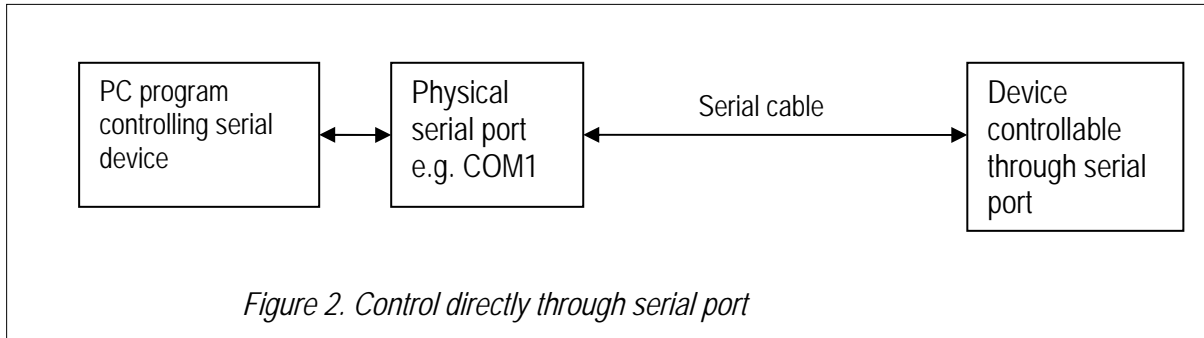 PC program
controlling serial
device
Physical
serial port
e.g. COM1
Serial cable
Device
controllable
through serial
port
Figure 2. Control directly through serial port